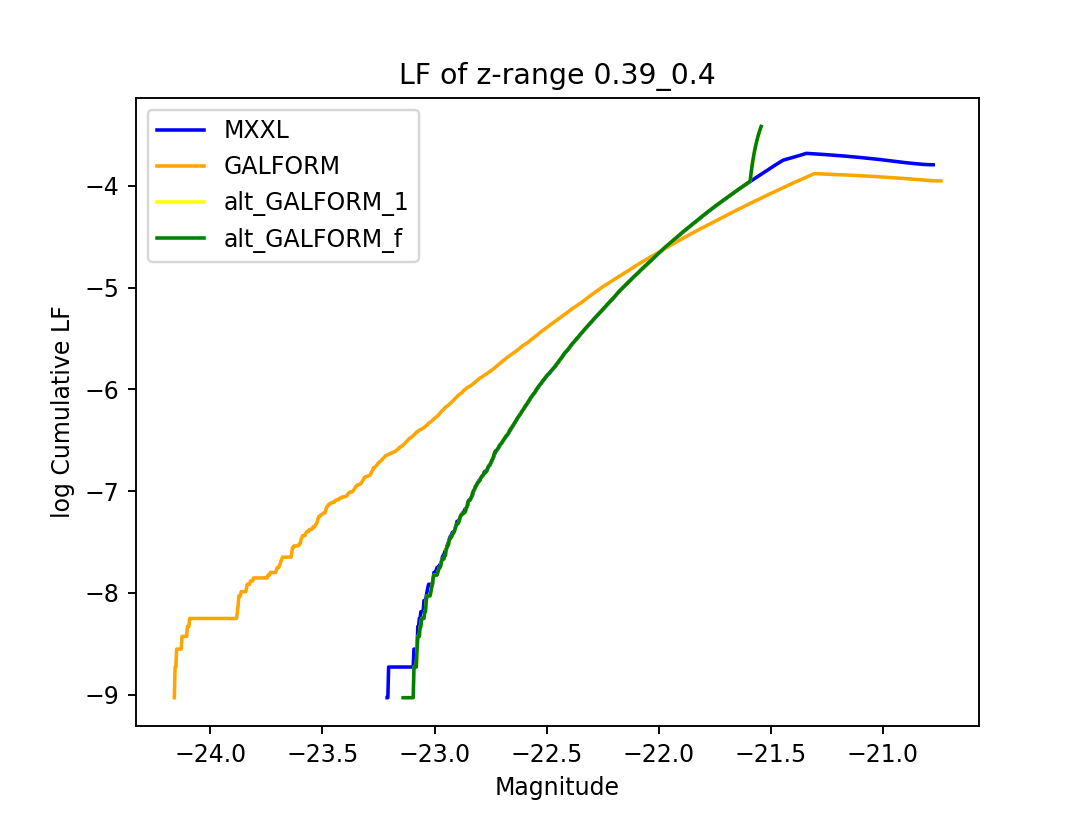 LF of z-range 0.39_0.4
MXXL
GALFORM
alt_GALFORM_1
alt_GALFORM_f
log Cumulative LF
−4
−5
−6
−7
−8
−9
−24.0 −23.5 −23.0 −22.5 −22.0 −21.5 −21.0
Magnitude